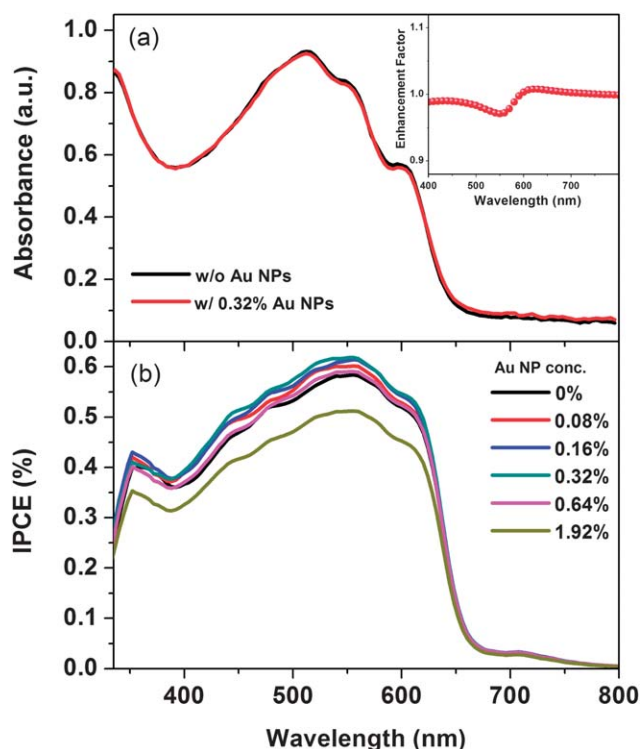 (a)
Absorbance (a.u.)
1.0
0.8
0.6
0.4
0.2
0.0
w/o Au NPs
w/ 0.32% Au NPs
Enhancement Factor
1.1
1.0
0.9
400 500 600 700
Wavelength (nm)
(b)
IPCE (%)
0.6
0.5
0.4
0.3
0.2
0.1
0.0
Au NP conc.
0%
0.08%
0.16%
0.32%
0.64%
1.92%
400 500 600 700 800
Wavelength (nm)